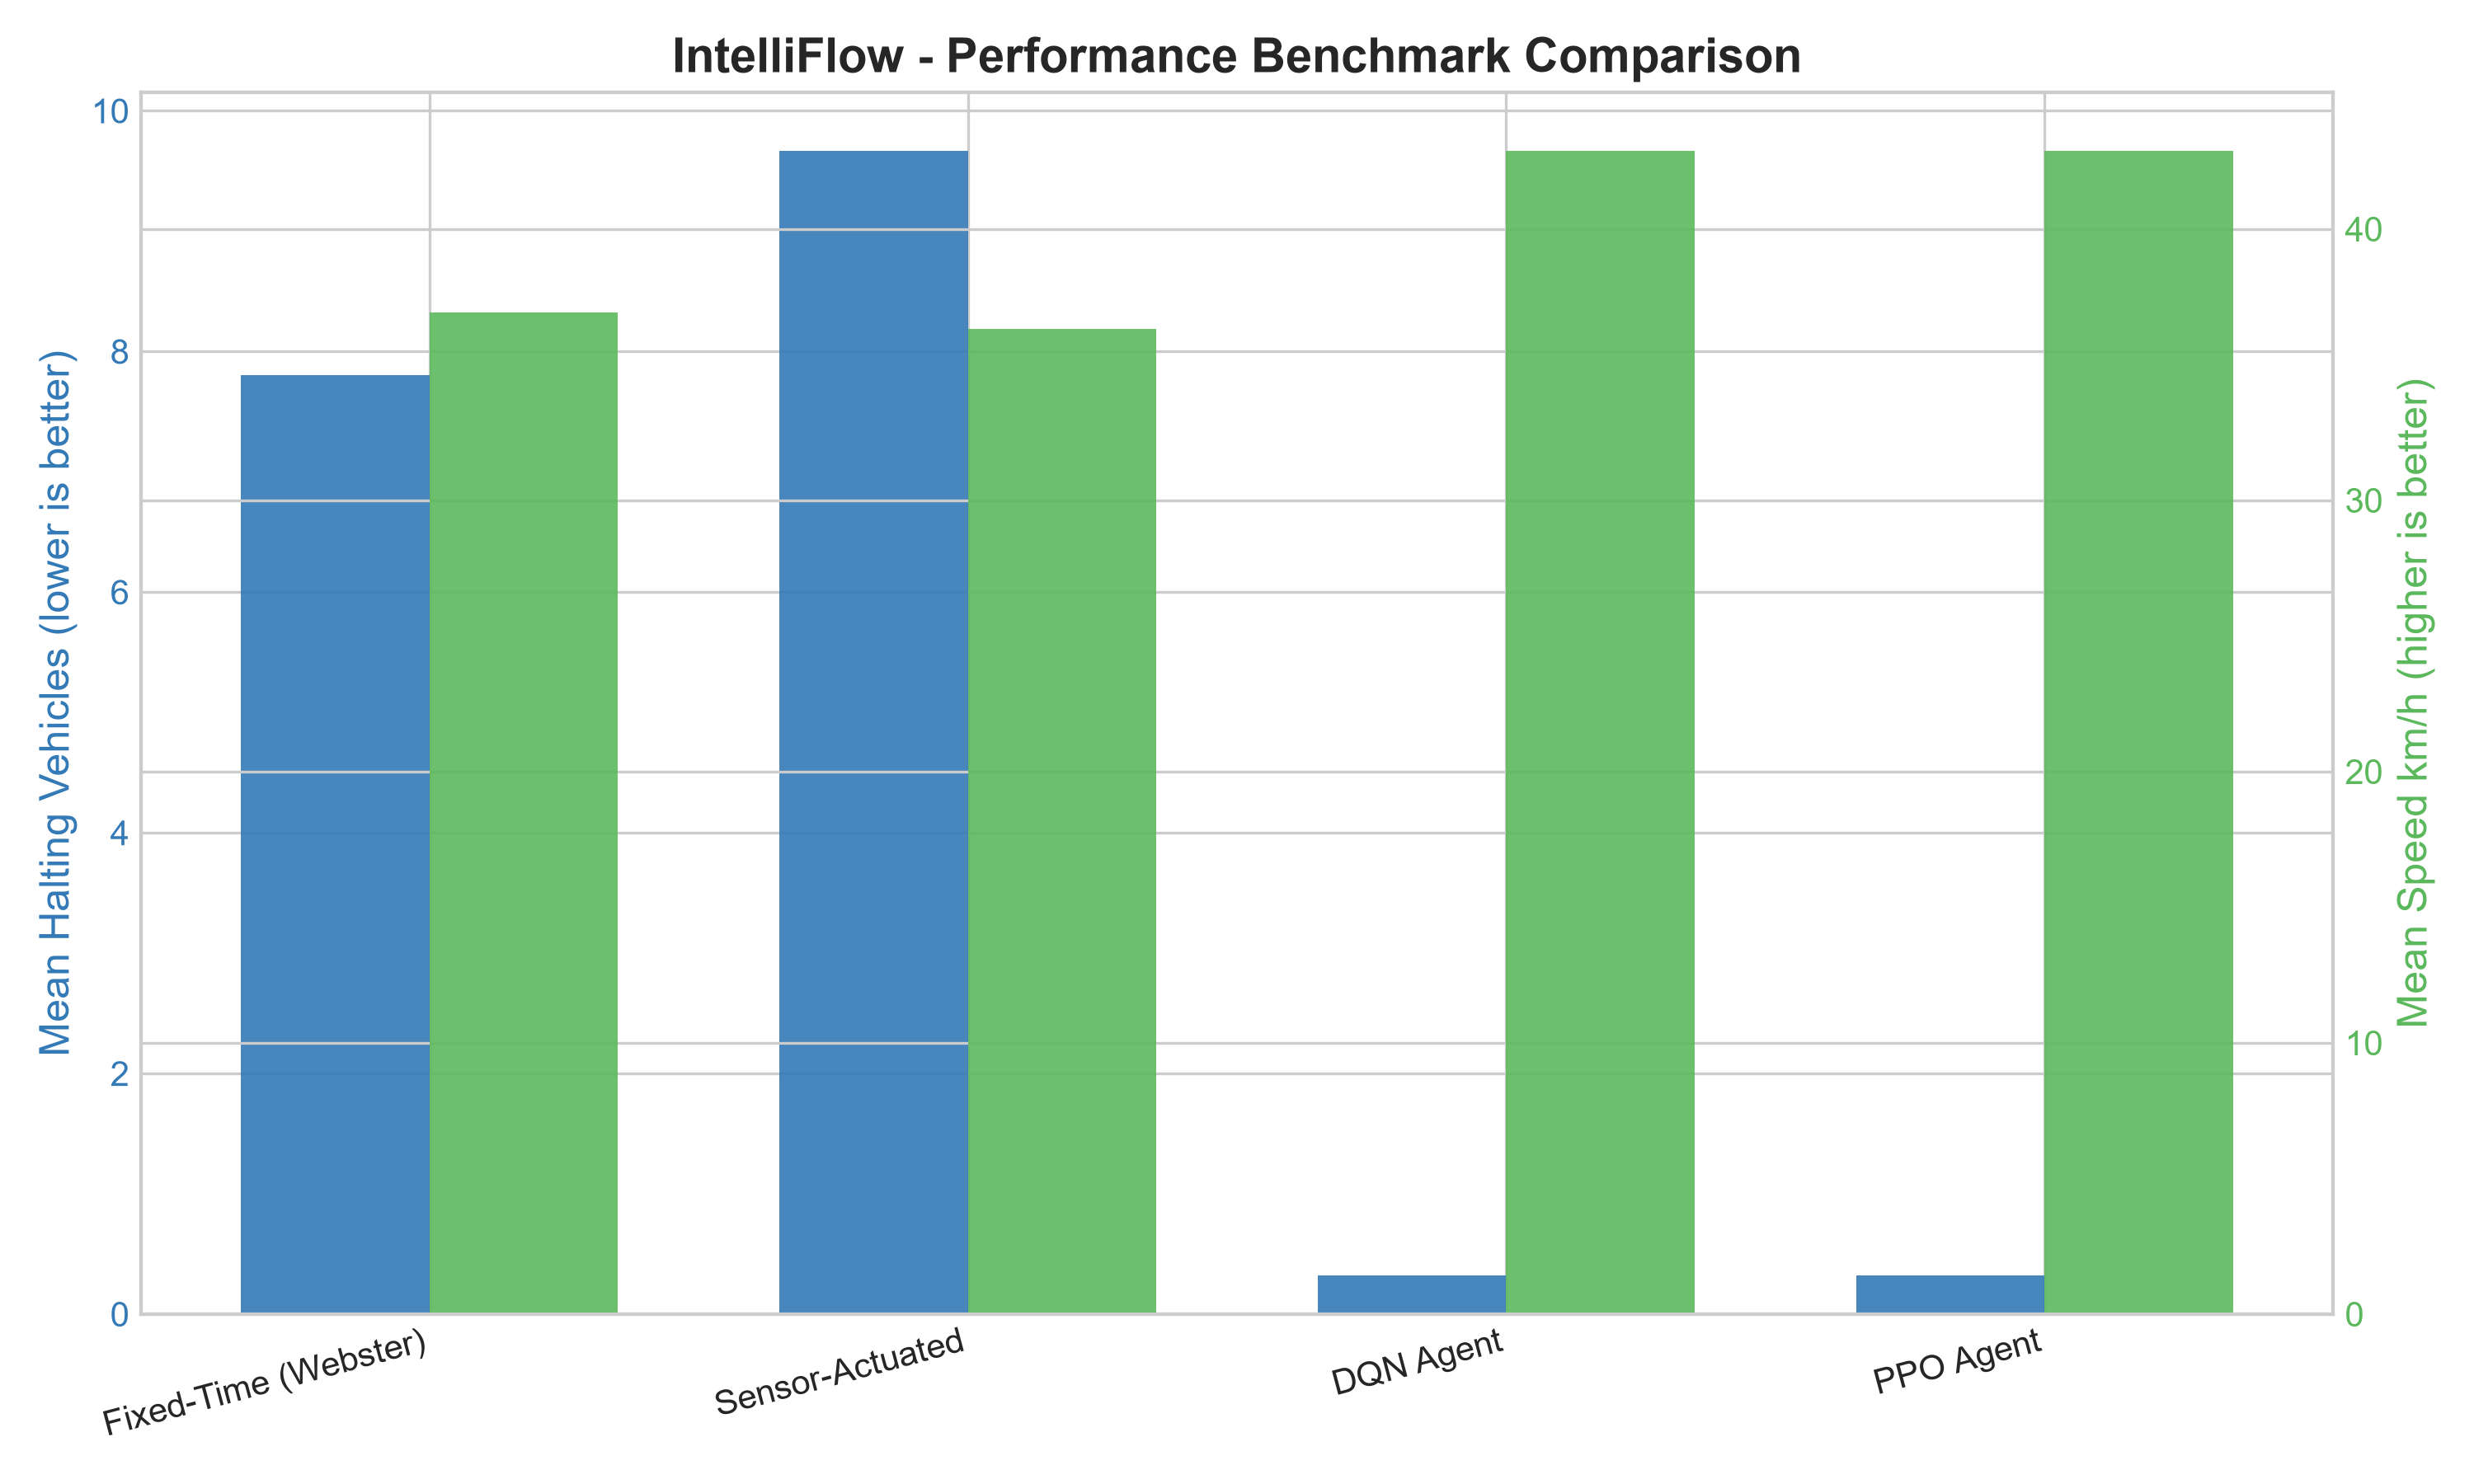 IntelliFlow - Performance Benchmark Comparison
Mean Halting Vehicles (lower is better)
10
8
6
4
2
0
40
30
20
10
0
Mean Speed km/h (higher is better)
Fixed-Time (Webster)
Sensor-Actuated
DQN Agent
PPO Agent